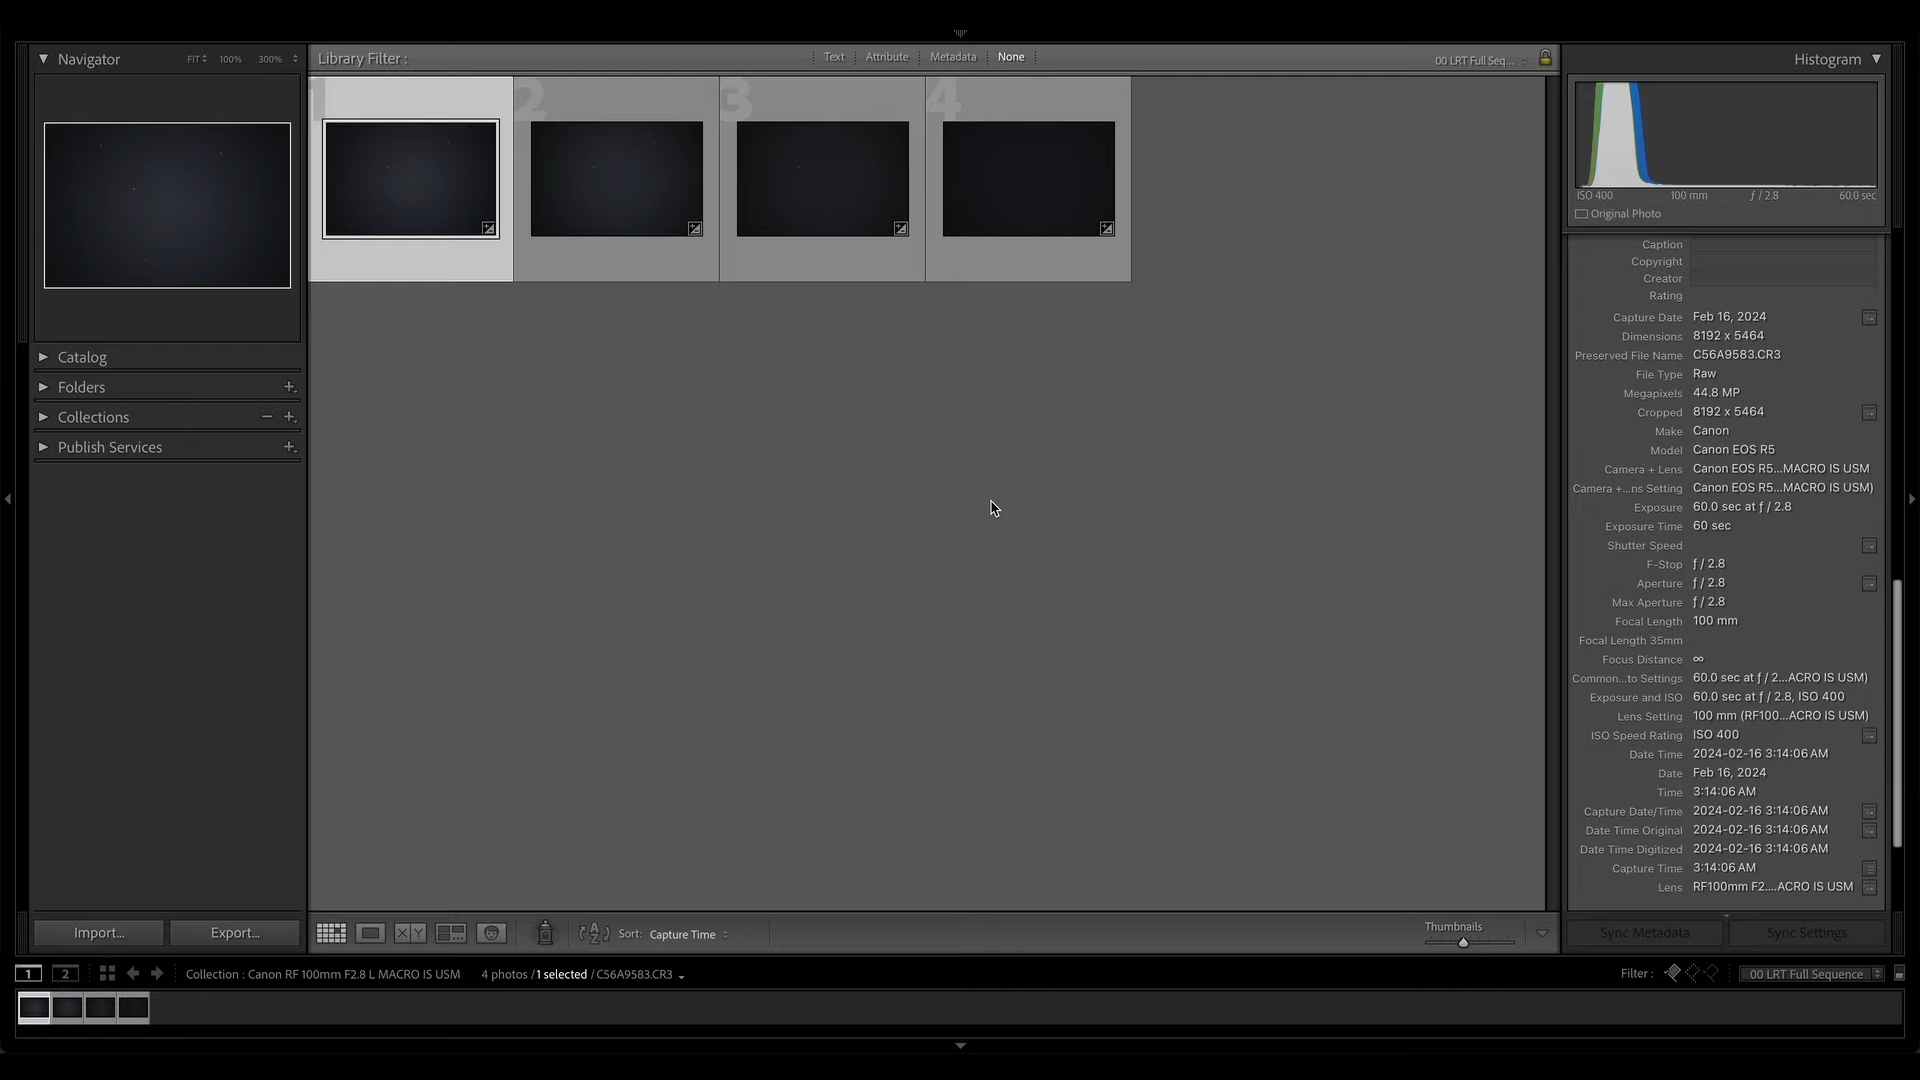 Navigator
FIT
100%
300%
Library Filter :
Text
Attribute
Metadata
None
00 LRT Full Seq...
Histogram
1
2
3
4
ISO 400
100 mm
ƒ / 2.8
60.0 sec
Original Photo
Catalog
Folders
Collections
Publish Services
Caption
Copyright
Creator
Rating
Capture Date Feb 16, 2024
Dimensions 8192 x 5464
Preserved File Name C56A9583.CR3
File Type Raw
Megapixels 44.8 MP
Cropped 8192 x 5464
Make Canon
Model Canon EOS R5
Camera + Lens Canon EOS R5...MACRO IS USM
Camera +...ns Setting Canon EOS R5...MACRO IS USM)
Exposure 60.0 sec at ƒ / 2.8
Exposure Time 60 sec
Shutter Speed
F-Stop ƒ / 2.8
Aperture ƒ / 2.8
Max Aperture ƒ / 2.8
Focal Length 100 mm
Focal Length 35mm
Focus Distance ∞
Common...to Settings 60.0 sec at ƒ / 2...ACRO IS USM)
Exposure and ISO 60.0 sec at ƒ / 2.8, ISO 400
Lens Setting 100 mm (RF100...ACRO IS USM)
ISO Speed Rating ISO 400
Date Time 2024-02-16 3:14:06 AM
Date Feb 16, 2024
Time 3:14:06 AM
Capture Date/Time 2024-02-16 3:14:06 AM
Date Time Original 2024-02-16 3:14:06 AM
Date Time Digitized 2024-02-16 3:14:06 AM
Capture Time 3:14:06 AM
Lens RF100mm F2....ACRO IS USM
Import...
Export...
X Y
A Z
Sort: Capture Time
Thumbnails
Sync Metadata
Sync Settings
1
2
Collection : Canon RF 100mm F2.8 L MACRO IS USM
4 photos / 1 selected / C56A9583.CR3
Filter :
00 LRT Full Sequence